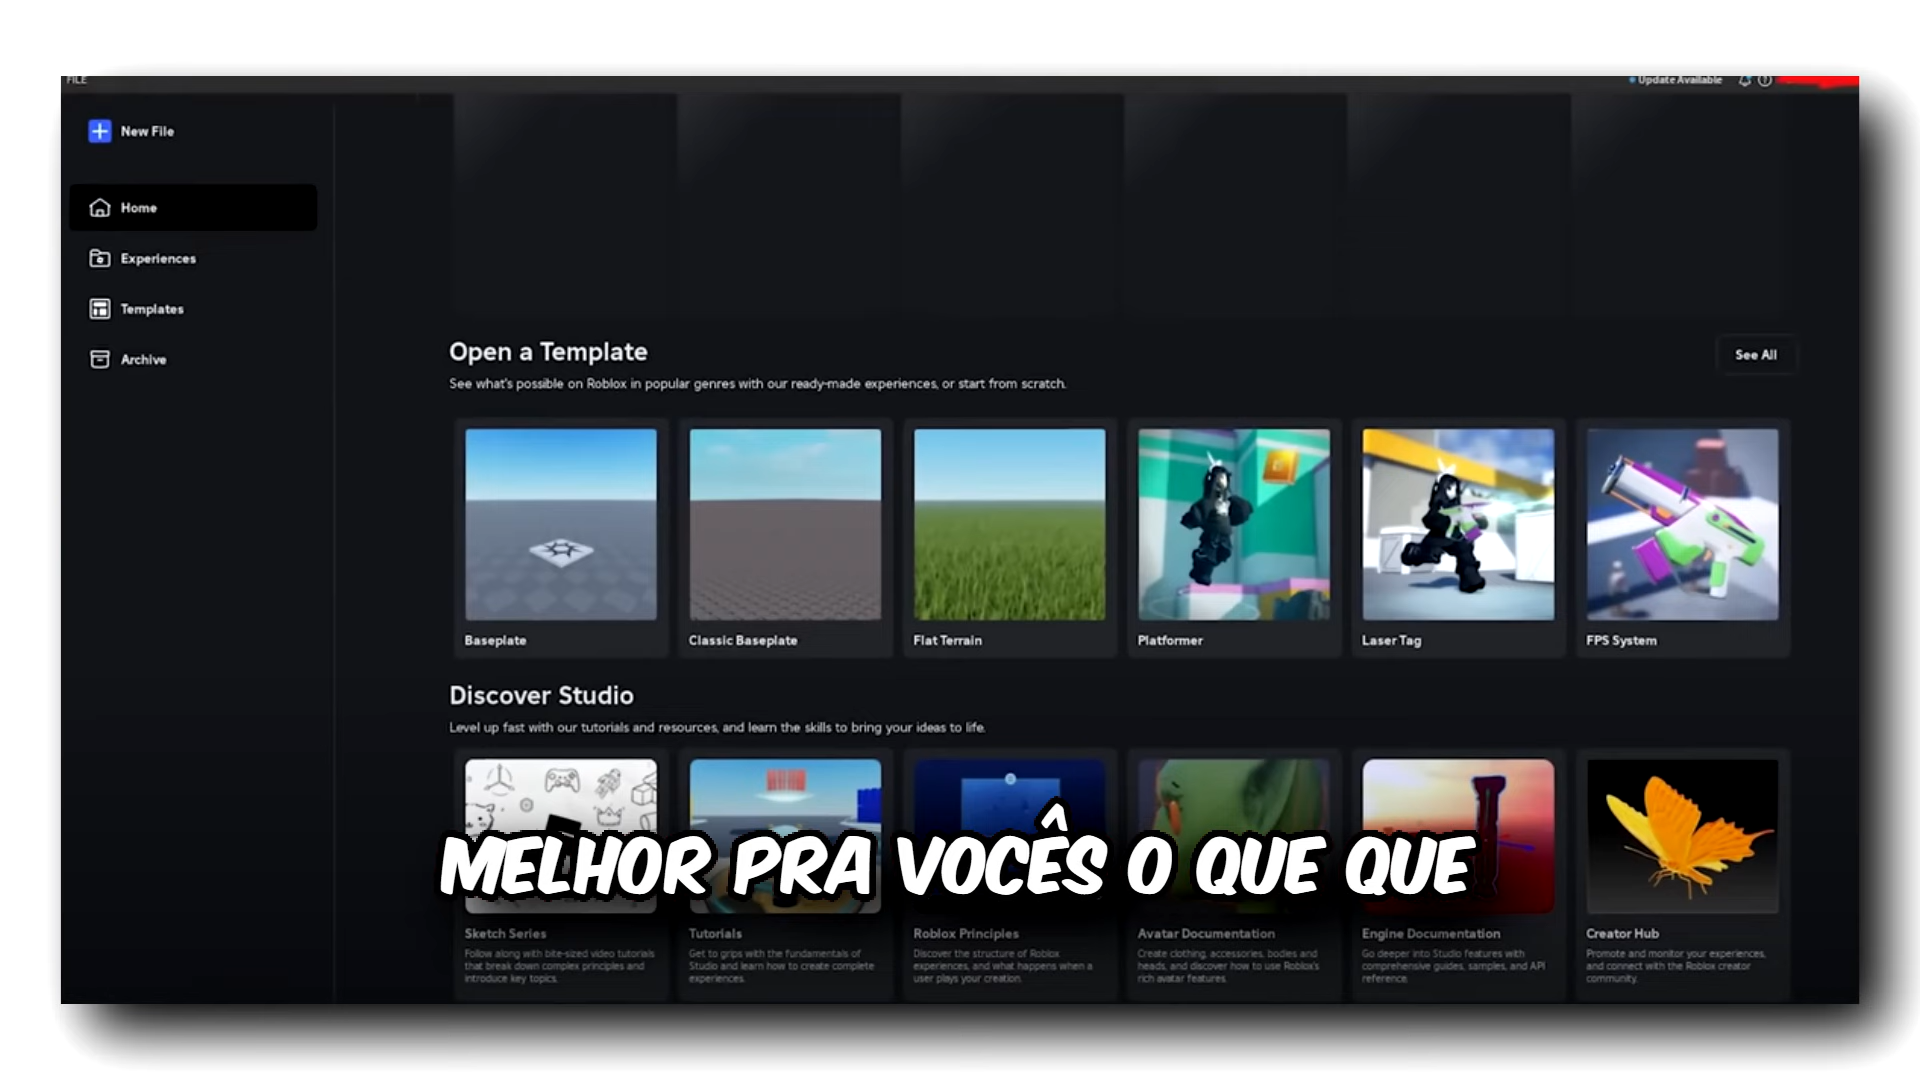 FILE
Update Available
New File
Home
Experiences
Templates
Archive
Open a Template
See All
See what's possible on Roblox in popular genres with our ready-made experiences, or start from scratch.
Baseplate
Classic Baseplate
Flat Terrain
Platformer
Laser Tag
FPS System
Discover Studio
Level up fast with our tutorials and resources, and learn the skills to bring your ideas to life.
MELHOR PRA VOCÊS O QUE QUE
Sketch Series
Follow along with bite-sized video tutorials
that break down complex principles and
introduce key topics.
Tutorials
Get to grips with the fundamentals of
Studio and learn how to create complete
experiences.
Roblox Principles
Discover the structure of Roblox
experiences, and what happens when a
user plays your creation.
Avatar Documentation
Create clothing, accessories, bodies and
heads, and discover how to use Roblox's
rich avatar features.
Engine Documentation
Go deeper into Studio features with
comprehensive guides, samples, and API
reference.
Creator Hub
Promote and monitor your experiences,
and connect with the Roblox creator
community.